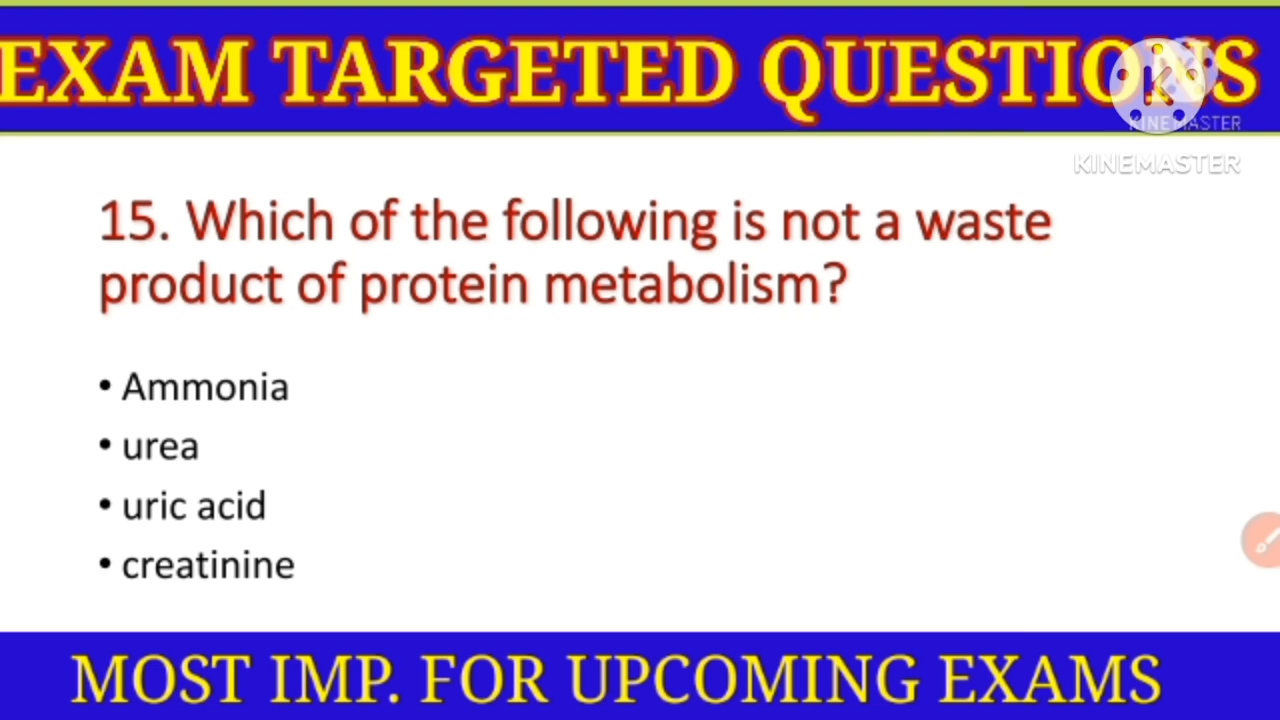 EXAM TARGETED QUESTIONS
KINEMASTER
KINEMASTER
15. Which of the following is not a waste
product of protein metabolism?
• Ammonia
• urea
• uric acid
• creatinine
MOST IMP. FOR UPCOMING EXAMS